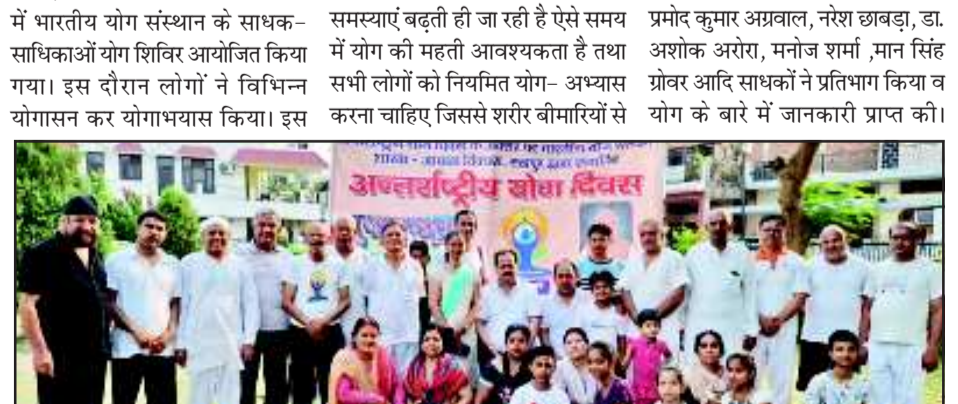 में भारतीय योग संस्थान के साधक-
साधिकाओं योग शिविर आयोजित किया
गया। इस दौरान लोगों ने विभिन्न
योगासन कर योगाभयास किया। इस
समस्याएं बढ़ती ही जा रही है ऐसे समय
में योग की महती आवश्यकता है तथा
सभी लोगों को नियमित योग- अभ्यास
करना चाहिए जिससे शरीर बीमारियों से
प्रमोद कुमार अग्रवाल, नरेश छाबड़ा, डा.
अशोक अरोरा, मनोज शर्मा ,मान सिंह
ग्रोवर आदि साधकों ने प्रतिभाग किया व
योग के बारे में जानकारी प्राप्त की।
शाखा- आवास विकास,
अन्तर्राष्ट्रीय योग दिवस